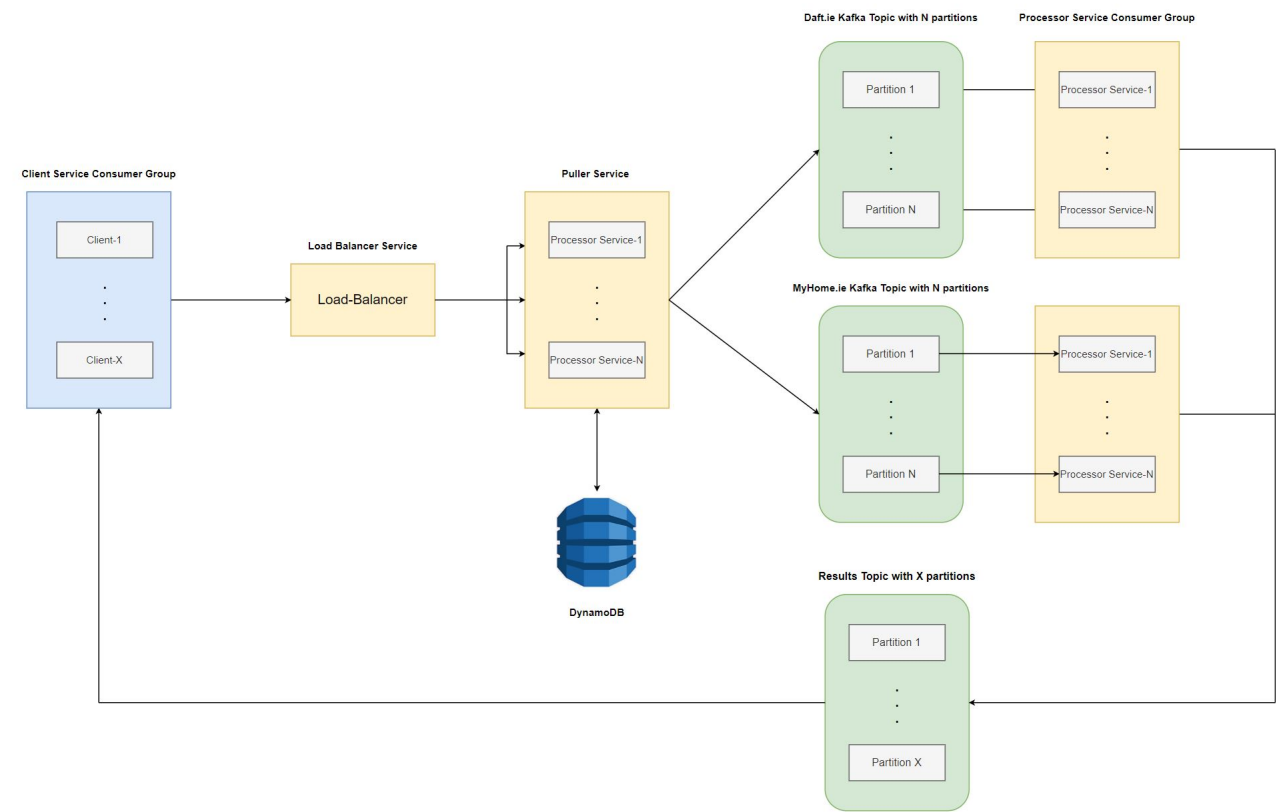 Daft.ie Kafka Topic with N partitions
Processor Service Consumer Group
Partition 1
Processor Service-1
Partition N
Processor Service-N
Client Service Consumer Group
Puller Service
Client-1
Load Balancer Service
Processor Service-1
Load-Balancer
Client-X
Processor Service-N
MyHome.ie Kafka Topic with N partitions
Partition 1
Processor Service-1
Partition N
Processor Service-N
DynamoDB
Results Topic with X partitions
Partition 1
Partition X